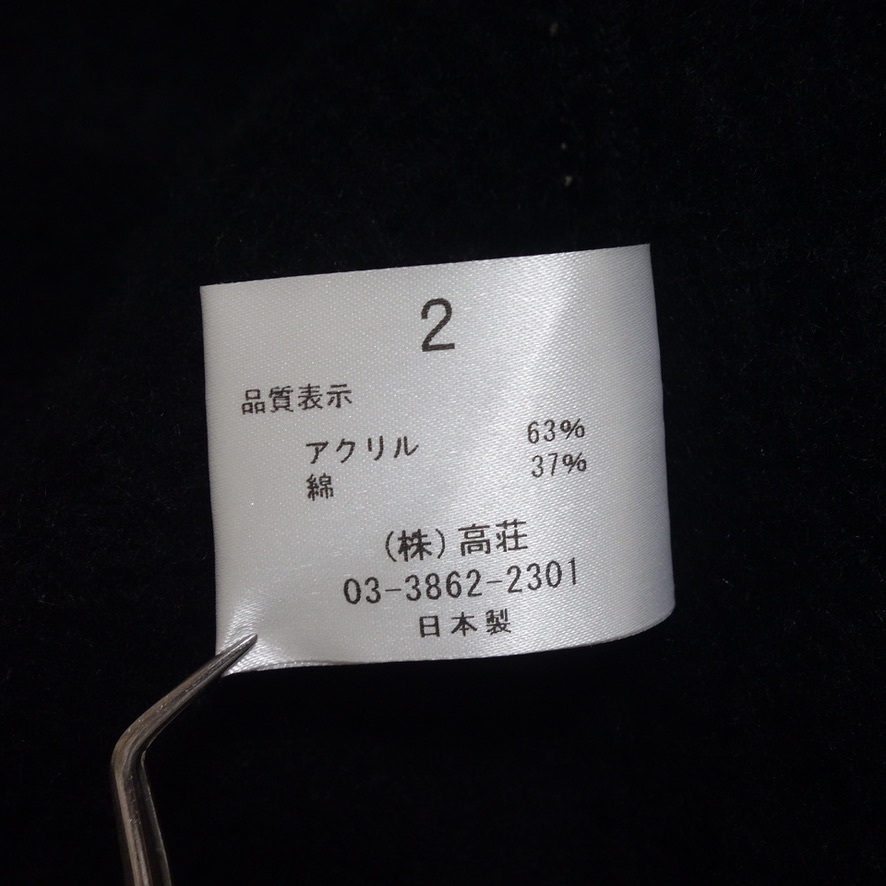 2
品質表示
アクリル 63%
綿 37%
(株)高荘
03-3862-2301
日本製